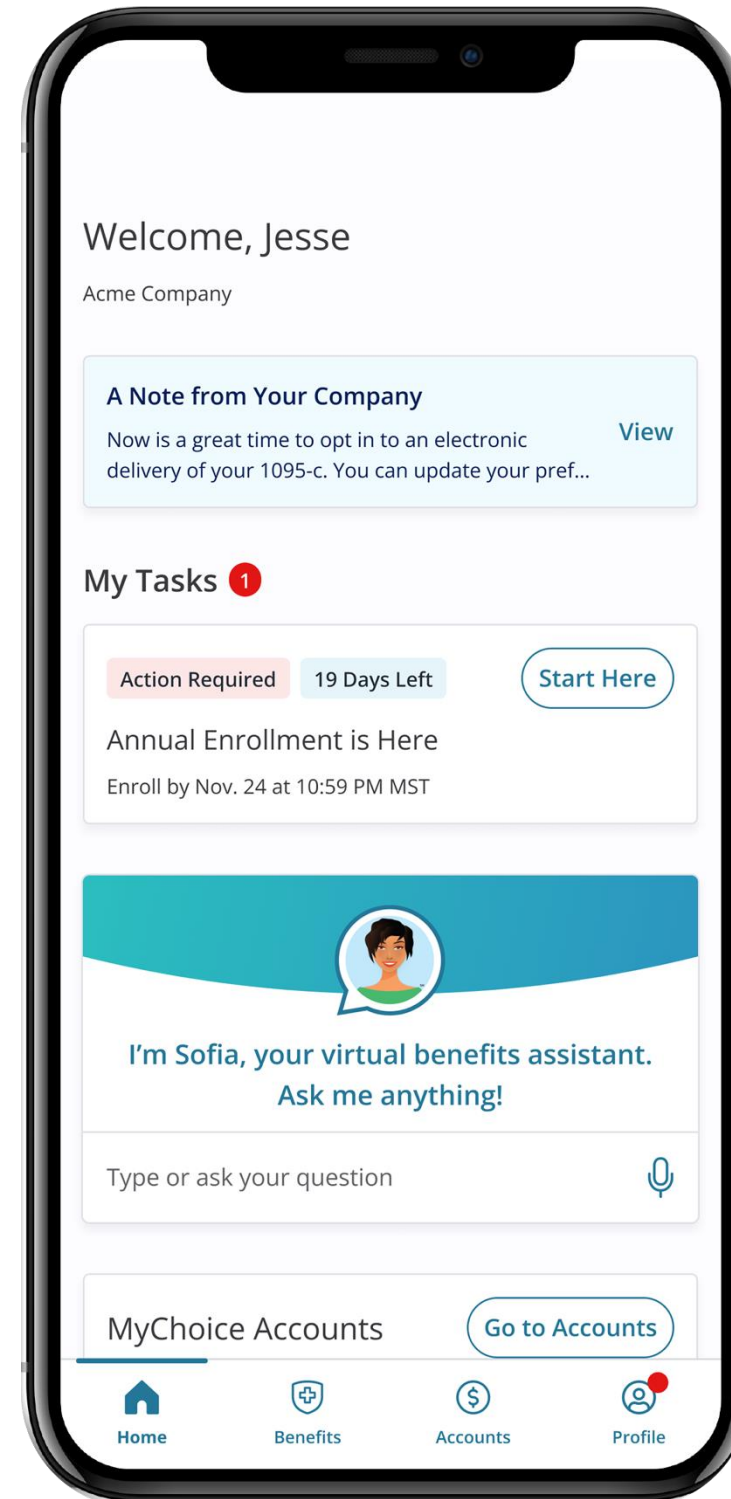 Welcome, Jesse
Acme Company
A Note from Your Company
Now is a great time to opt in to an electronic
delivery of your 1095-c. You can update your pref...
View
My Tasks 1
Action Required
19 Days Left
Start Here
Annual Enrollment is Here
Enroll by Nov. 24 at 10:59 PM MST
I'm Sofia, your virtual benefits assistant.
Ask me anything!
Type or ask your question
MyChoice Accounts
Go to Accounts
Home
Benefits
Accounts
Profile